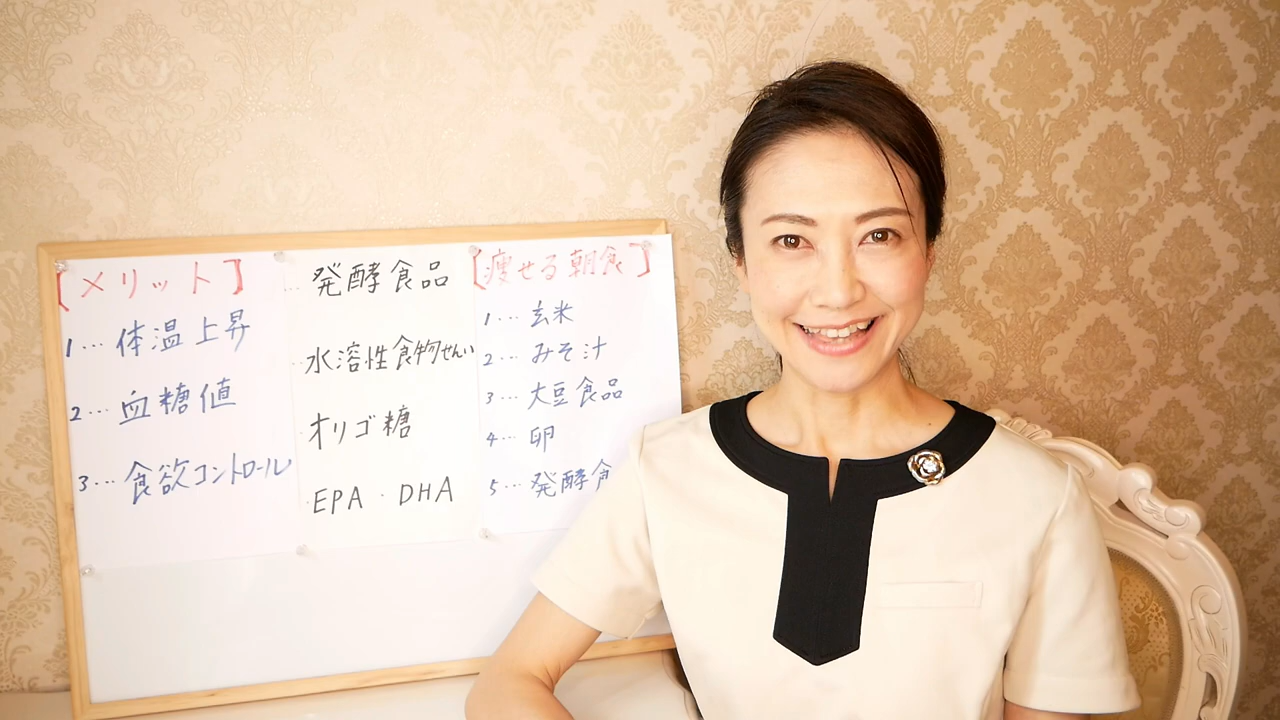 【メリット】
1… 体温上昇
2… 血糖値
3… 食欲コントロール
… 発酵食品
… 水溶性食物せんい
· オリゴ糖
· EPA · DHA
【痩せる朝食】
1… 玄米
2… みそ汁
3… 大豆食品
4… 卵
5… 発酵食